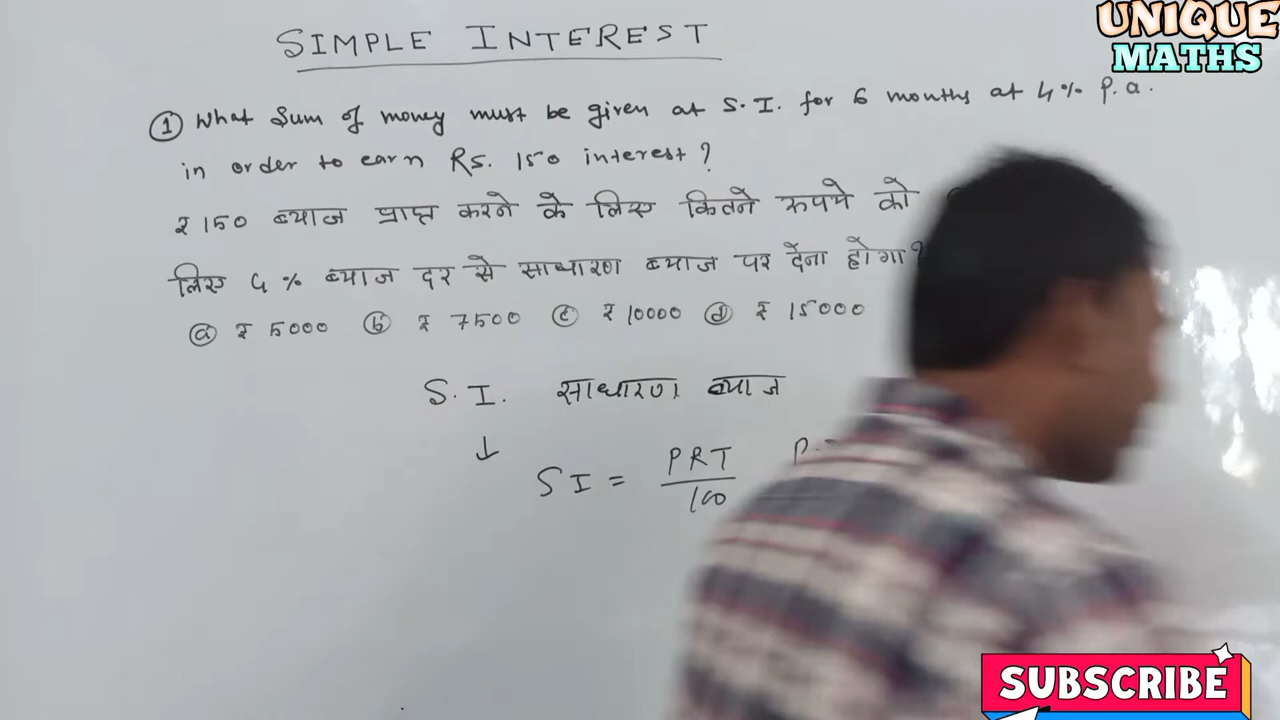 UNIQUE
MATHS
SIMPLE INTEREST
① What Sum of money must be given at S.I. for 6 months at 4% p.a.
in order to earn Rs. 150 interest?
₹ 150 ब्याज प्राप्त करने के लिए कितने रुपये को
लिए 4 % ब्याज दर से साधारण ब्याज पर देना होगा?
ⓐ ₹ 5000 ⓑ ₹ 7500 ⓒ ₹ 10000 ⓓ ₹ 15000
S. I. साधारण ब्याज
↓
SI = PRT
100
SUBSCRIBE